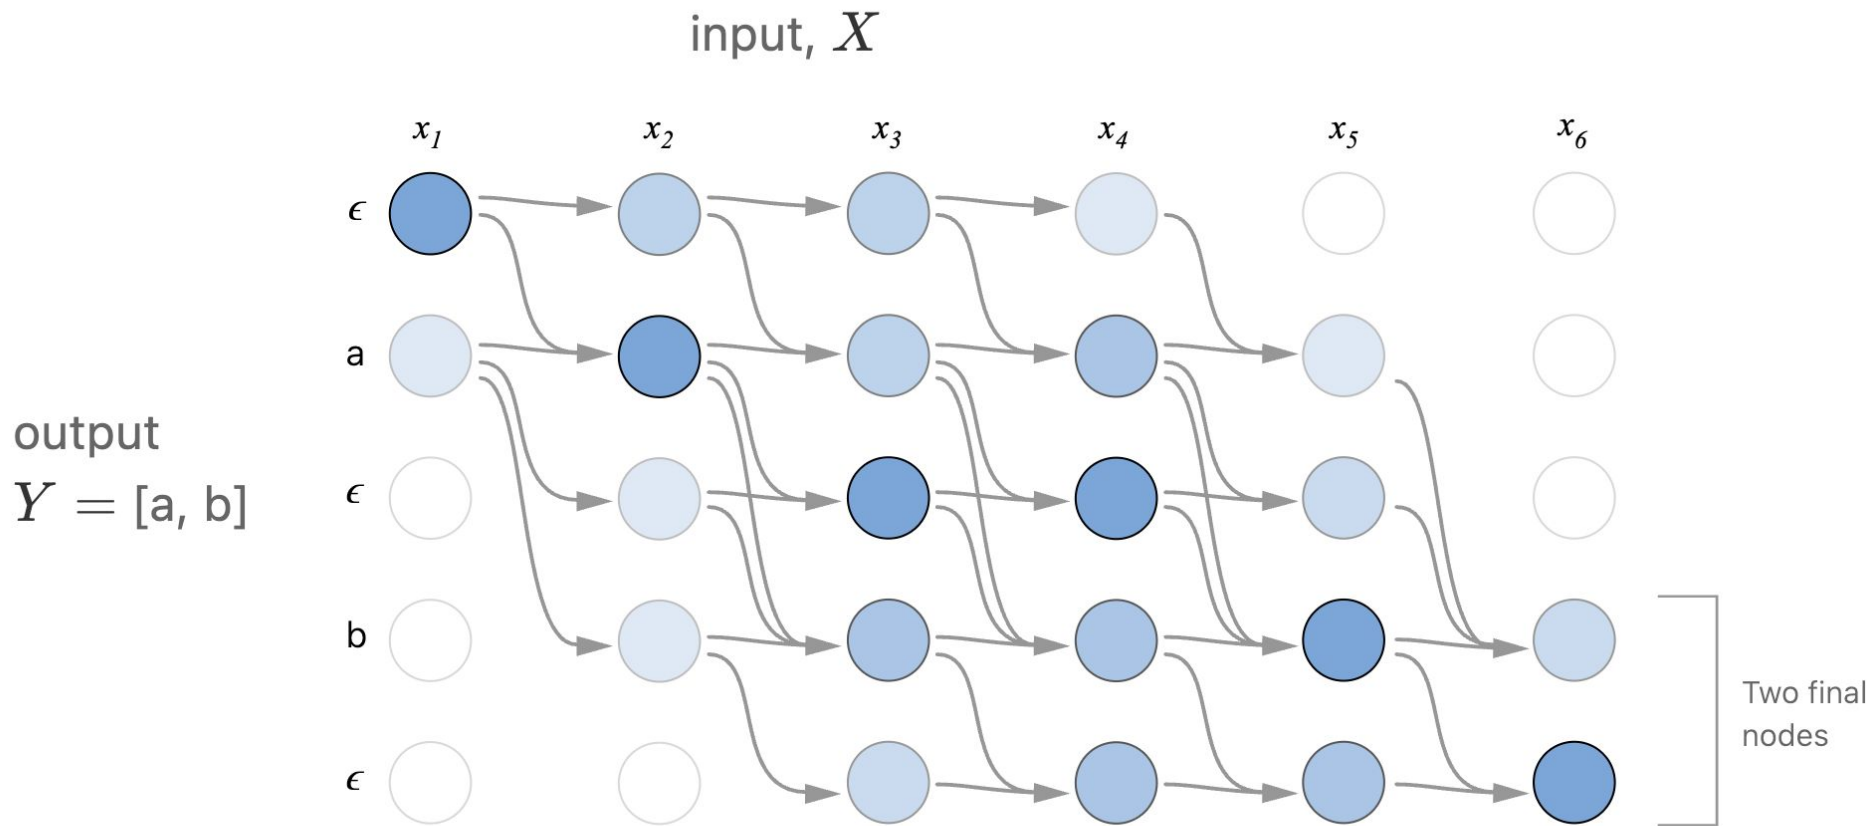 input, X
x₁ x₂ x₃ x₄ x₅ x₆
ϵ
a
output
Y = [a, b]
ϵ
b
Two final
nodes
ϵ